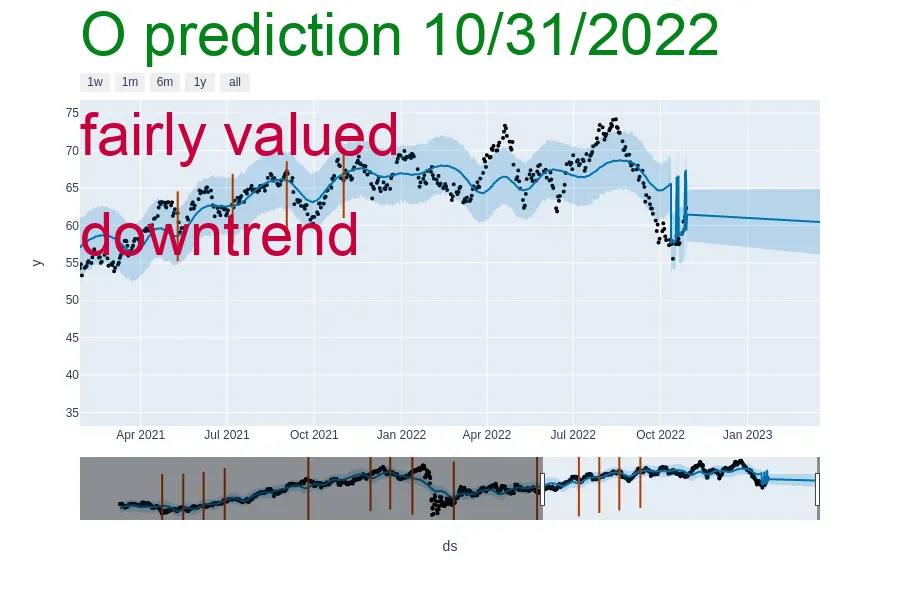 O prediction 10/31/2022
1w 1m 6m 1y all
fairly valued
downtrend
75
70
65
60
55
50
45
40
35
y
Apr 2021 Jul 2021 Oct 2021 Jan 2022 Apr 2022 Jul 2022 Oct 2022 Jan 2023
ds